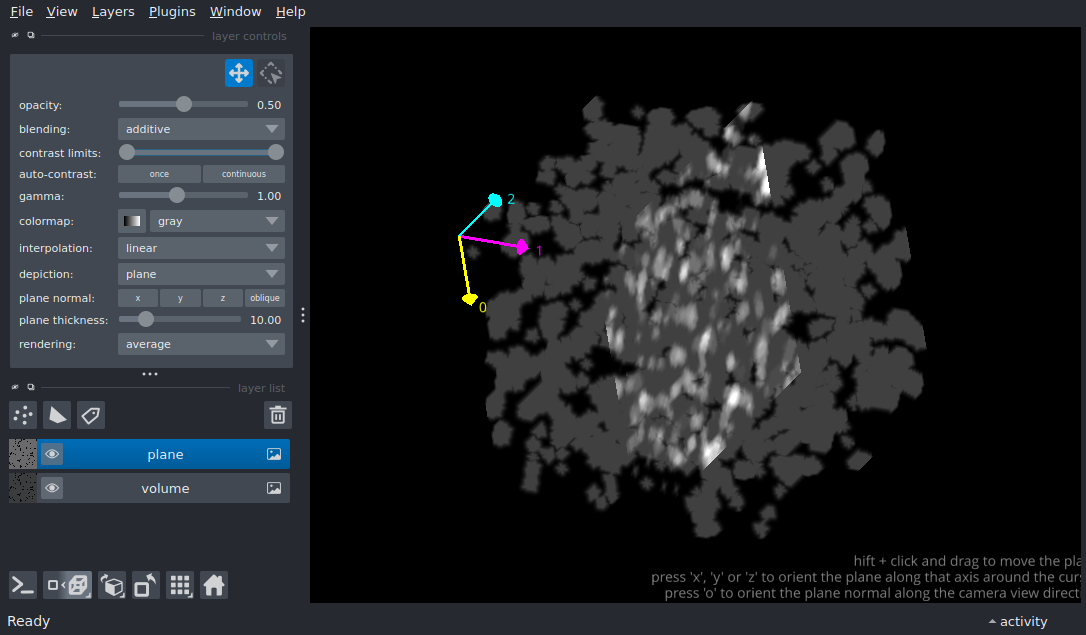 File View Layers Plugins Window Help
layer controls
opacity: 0.50
blending: additive
contrast limits:
auto-contrast: once continuous
gamma: 1.00
colormap: gray
interpolation: linear
depiction: plane
plane normal: x y z oblique
plane thickness: 10.00
rendering: average
layer list
plane
volume
2
1
0
hift + click and drag to move the pla
press 'x', 'y' or 'z' to orient the plane along that axis around the curs
press 'o' to orient the plane normal along the camera view directi
Ready
activity